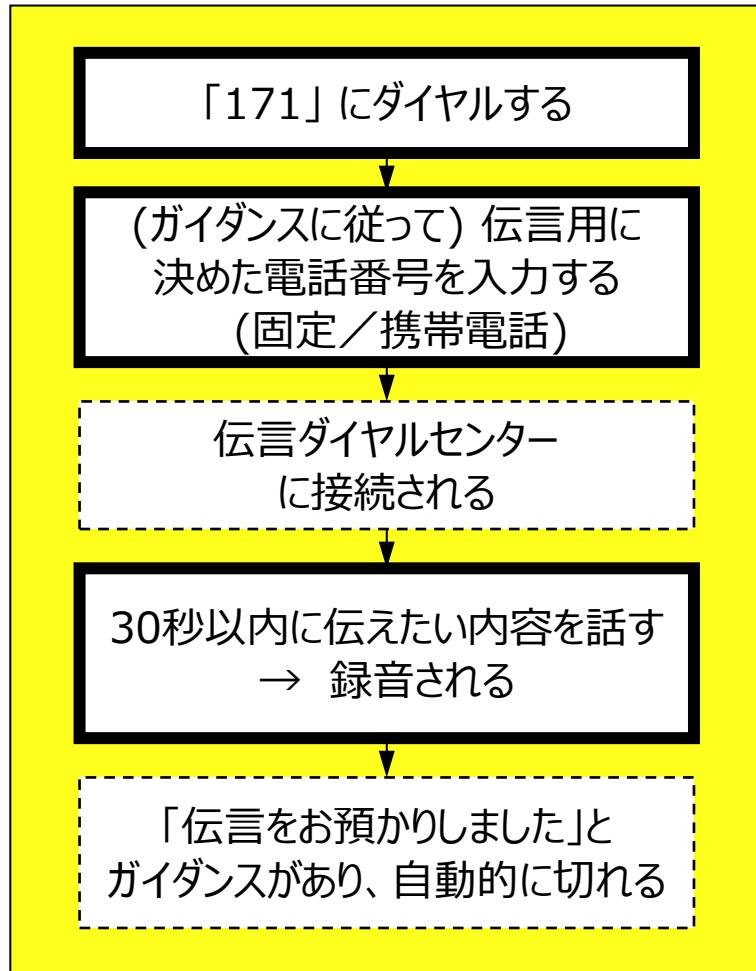 「171」にダイヤルする
(ガイダンスに従って) 伝言用に
決めた電話番号を入力する
(固定／携帯電話)
伝言ダイヤルセンター
に接続される
30秒以内に伝えたい内容を話す
→ 録音される
「伝言をお預かりしました」と
ガイダンスがあり、自動的に切れる